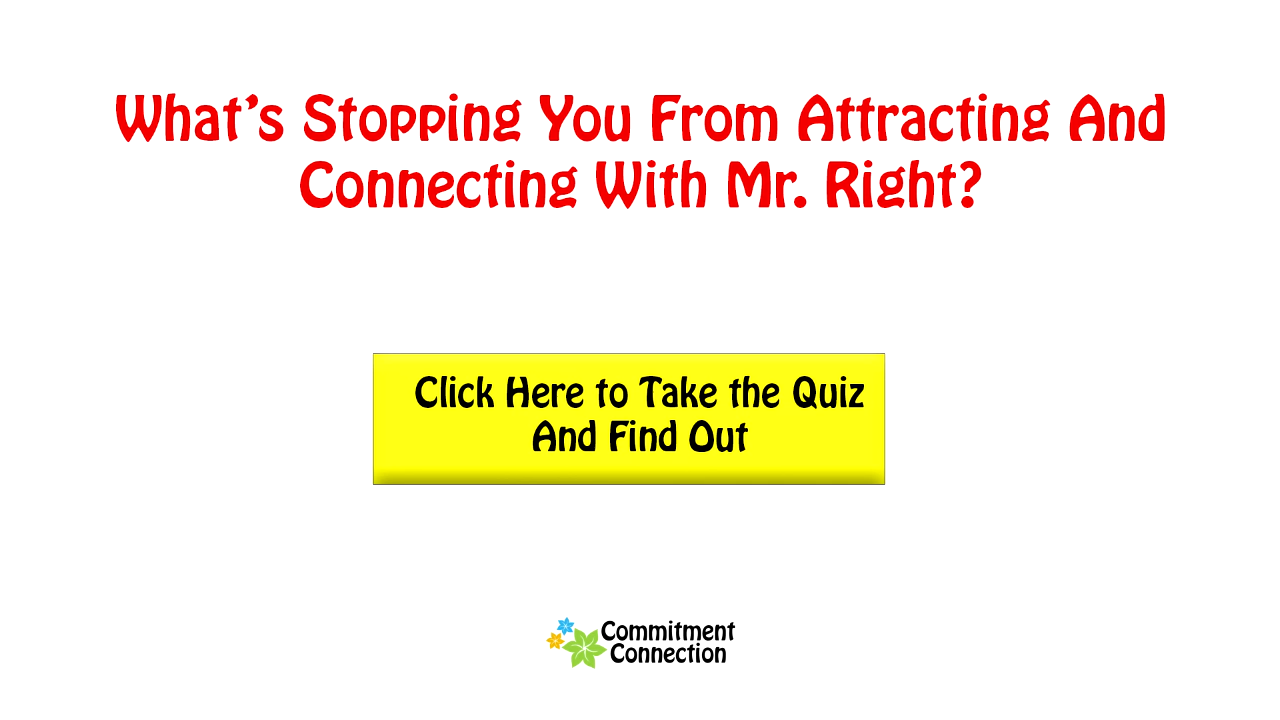 What's Stopping You From Attracting And
Connecting With Mr. Right?
Click Here to Take the Quiz
And Find Out
Commitment
Connection